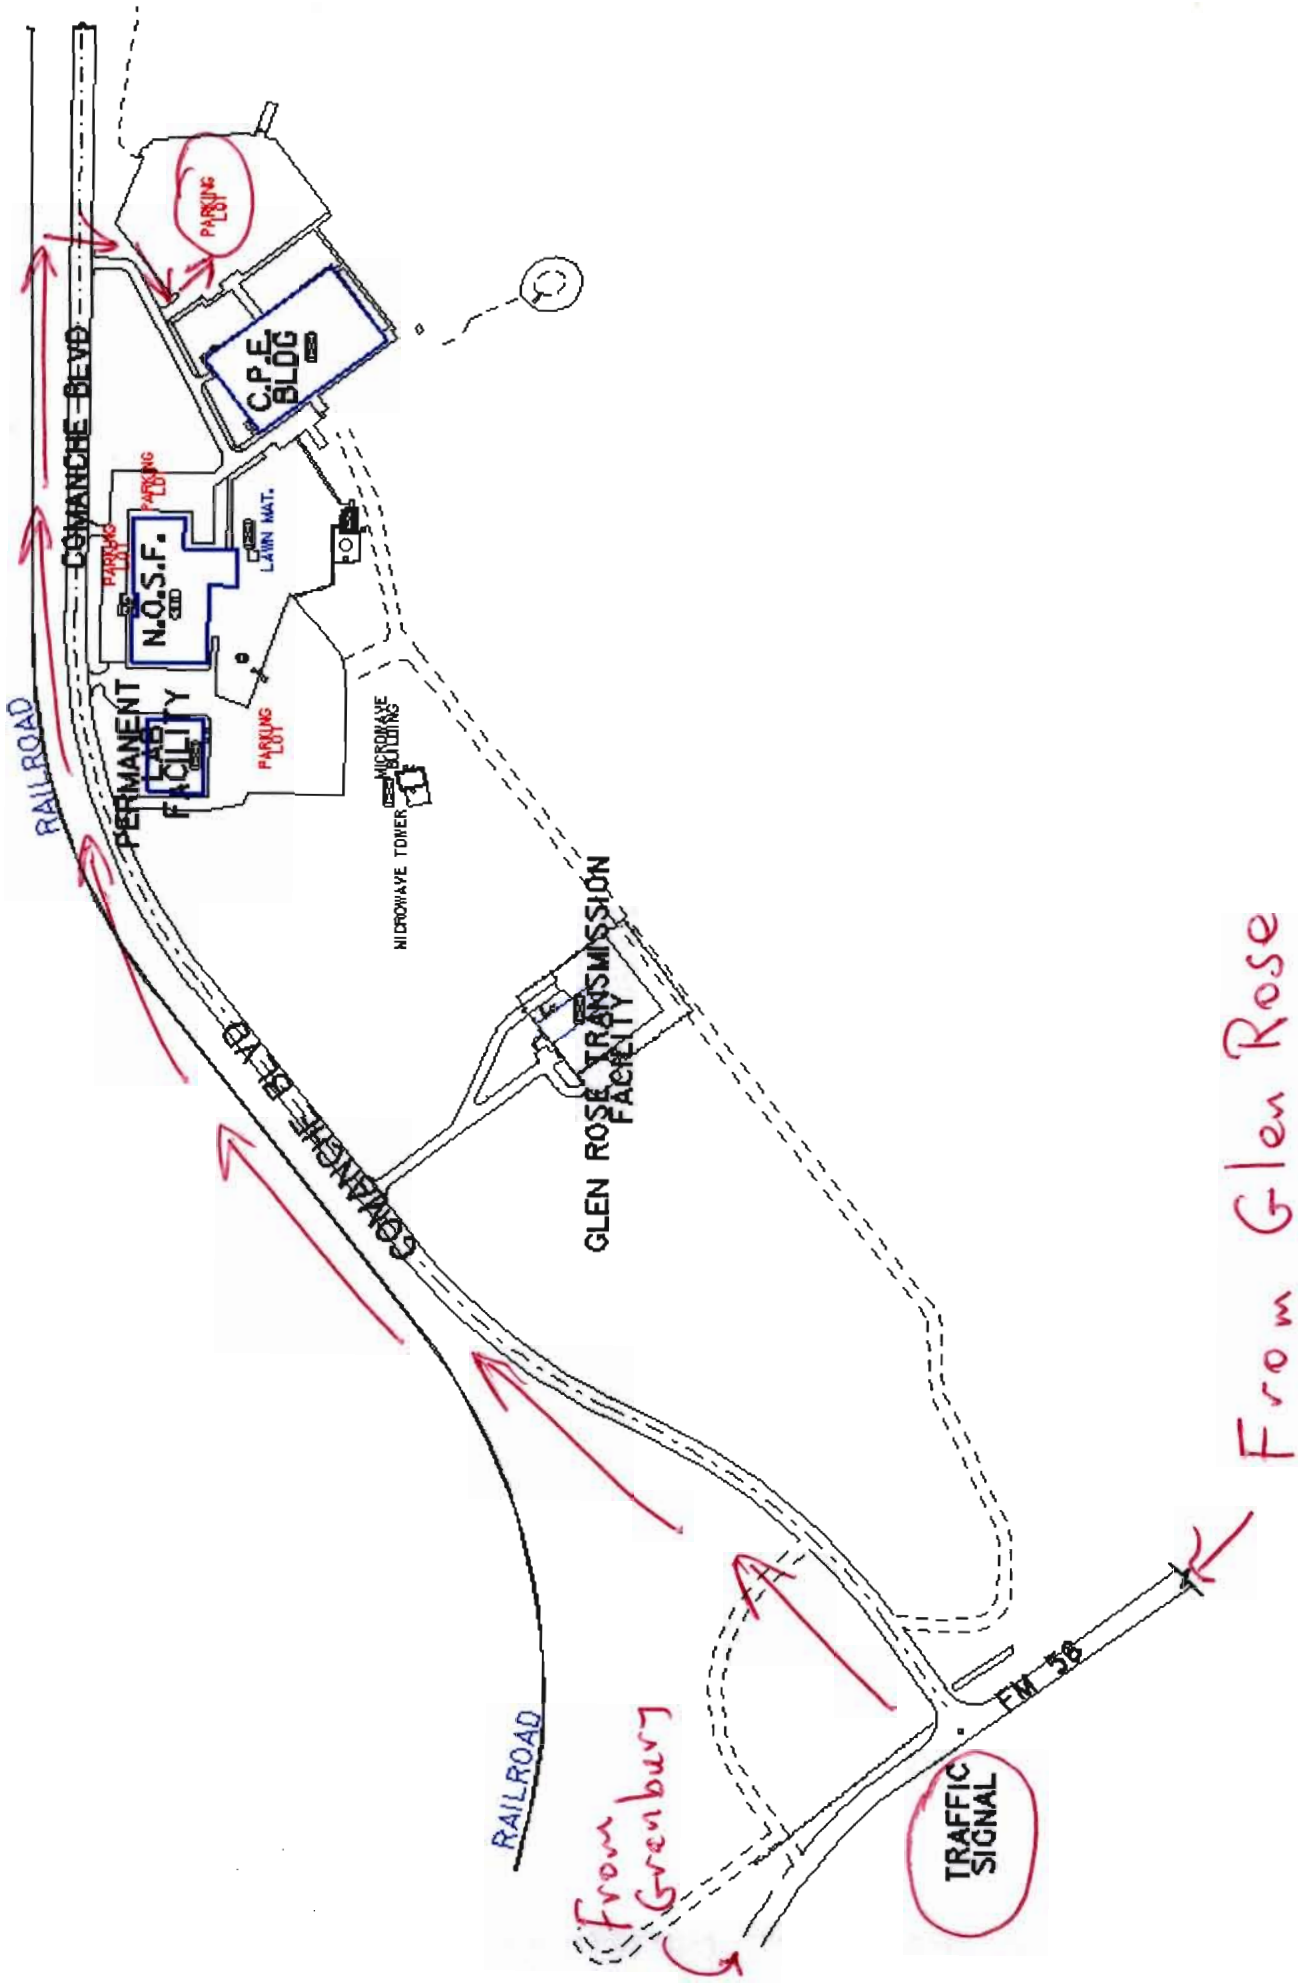 RAILROAD
COMANCHE BLVD
PARKING
LOT
C.P.E.
BLDG
PARKING
LOT
PARKING
LOT
N.O.S.F.
LAWN MAT.
PERMANENT
LAB
FACILITY
PARKING
LOT
MICROWAVE
BUILDING
MICROWAVE TOWER
COMANCHE BLVD
GLEN ROSE TRANSMISSION
FACILITY
RAILROAD
From
Granbury
TRAFFIC
SIGNAL
FM 56
From Glen Rose